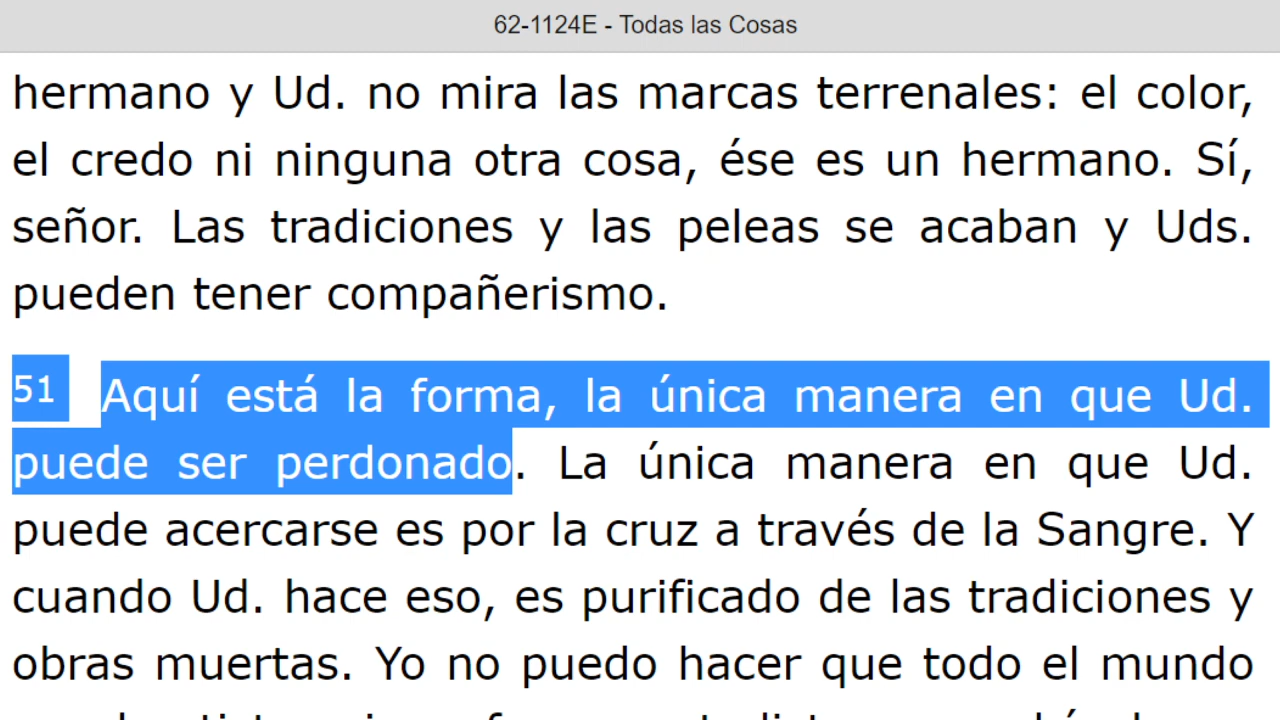 62-1124E - Todas las Cosas
hermano y Ud. no mira las marcas terrenales: el color,
el credo ni ninguna otra cosa, ése es un hermano. Sí,
señor. Las tradiciones y las peleas se acaban y Uds.
pueden tener compañerismo.
51 Aquí está la forma, la única manera en que Ud.
puede ser perdonado. La única manera en que Ud.
puede acercarse es por la cruz a través de la Sangre. Y
cuando Ud. hace eso, es purificado de las tradiciones y
obras muertas. Yo no puedo hacer que todo el mundo